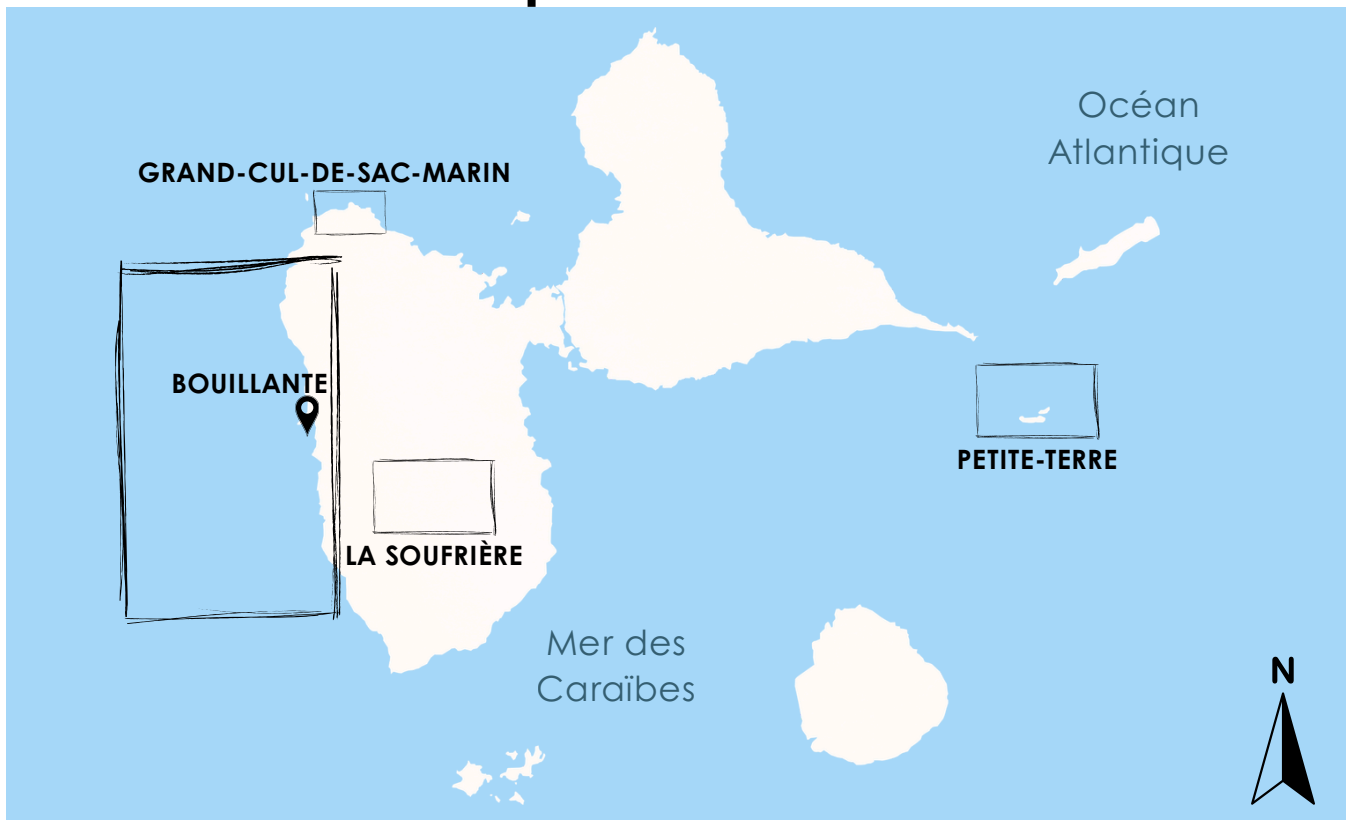 Océan
Atlantique
GRAND-CUL-DE-SAC-MARIN
BOUILLANTE
PETITE-TERRE
LA SOUFRIÈRE
Mer des
Caraïbes
N